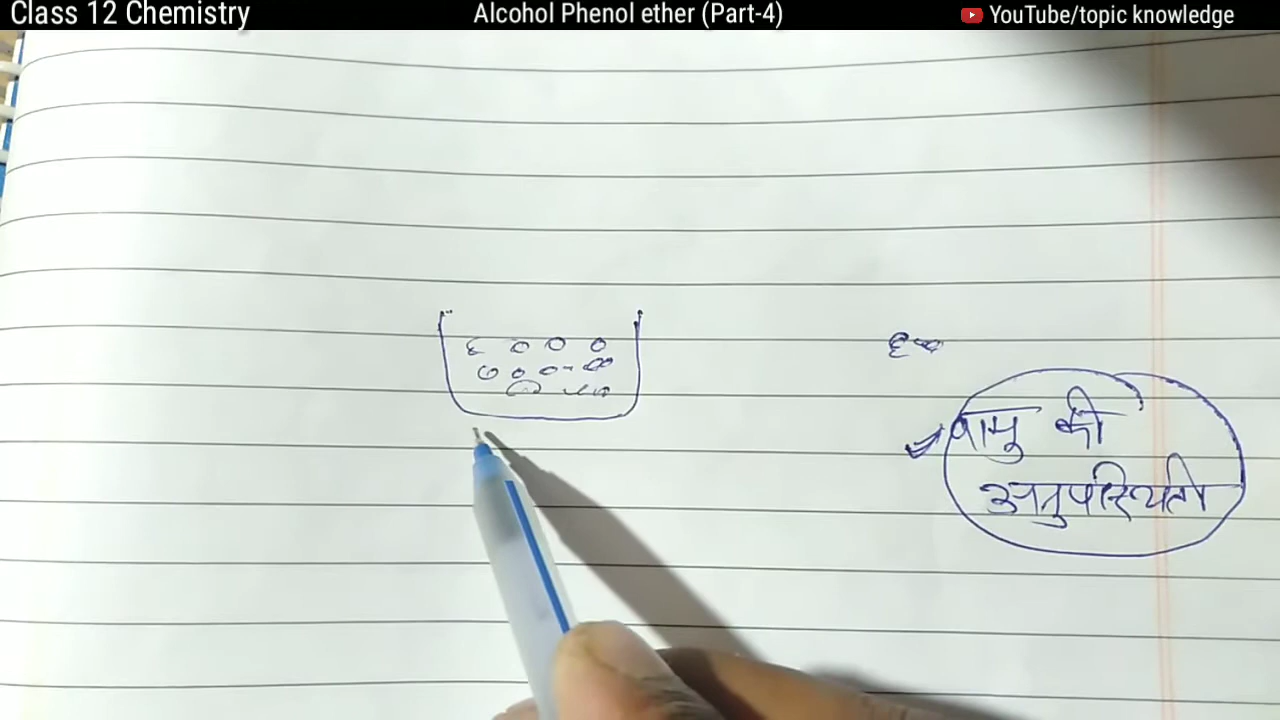 Class 12 Chemistry
Alcohol Phenol ether (Part-4)
YouTube/topic knowledge
वायु की
अनुपस्थिती